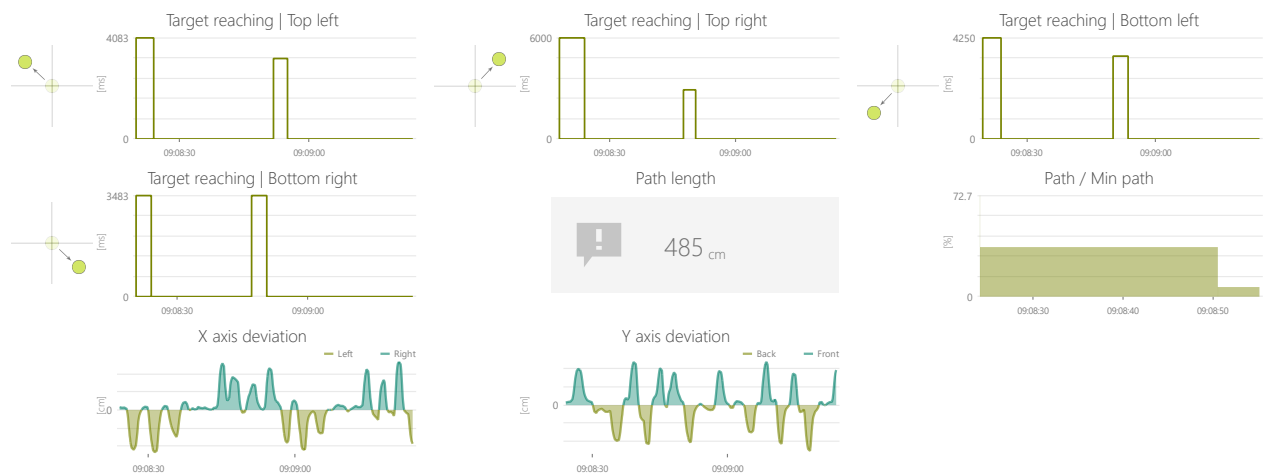 Target reaching | Top left
4083
[ms]
0
09:08:30
09:09:00
Target reaching | Top right
6000
[ms]
0
09:08:30
09:09:00
Target reaching | Bottom left
4250
[ms]
0
09:08:30
09:09:00
Target reaching | Bottom right
3483
[ms]
0
09:08:30
09:09:00
Path length
485 cm
Path / Min path
72.7
[%]
0
09:08:30
09:08:40
09:08:50
X axis deviation
Left
Right
[cm]
0
09:08:30
09:09:00
Y axis deviation
Back
Front
[cm]
0
09:08:30
09:09:00